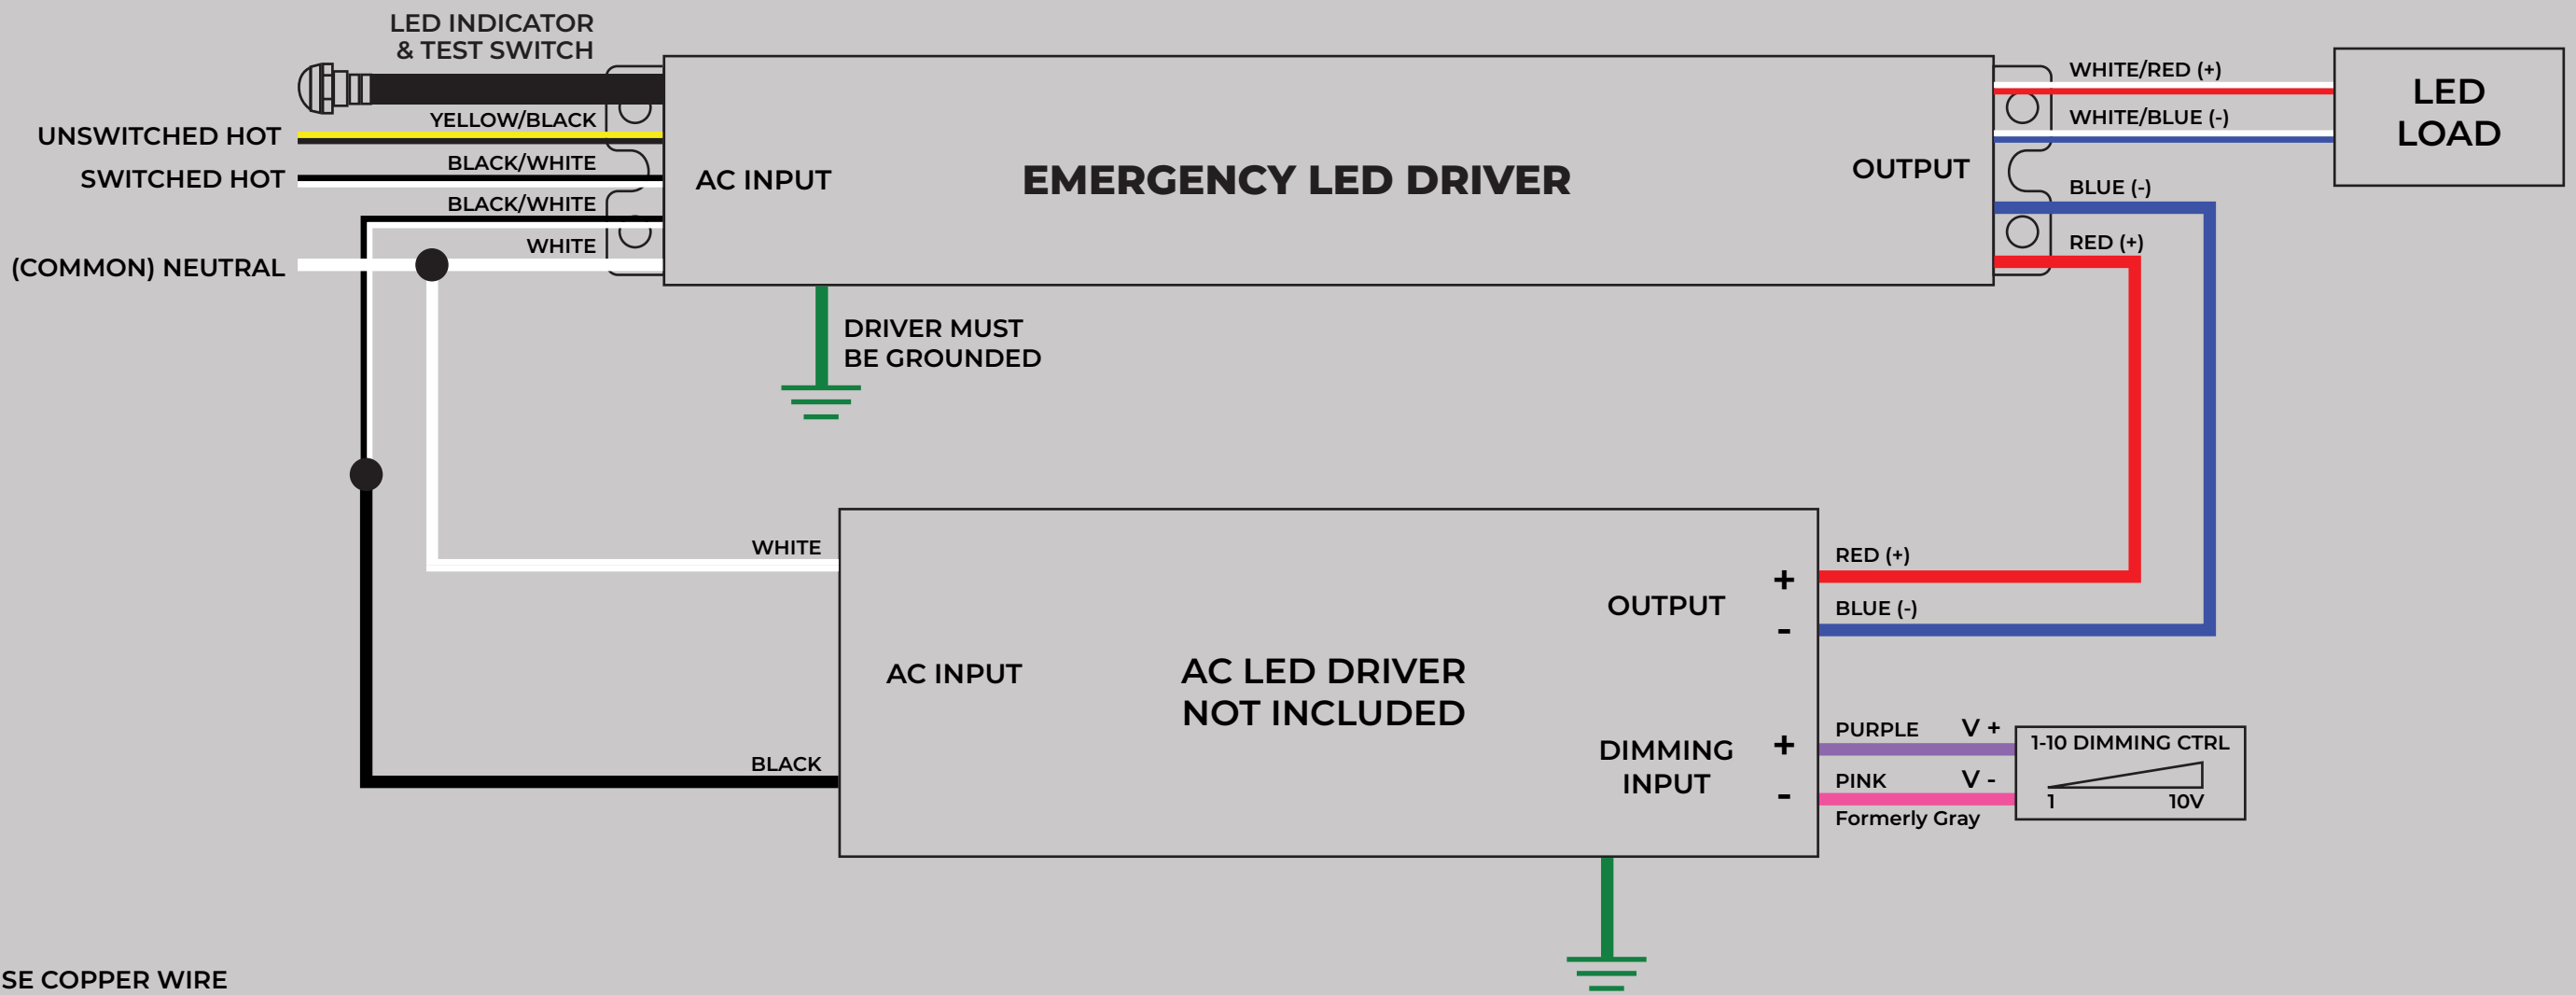 LED INDICATOR
& TEST SWITCH
UNSWITCHED HOT
YELLOW/BLACK
SWITCHED HOT
BLACK/WHITE
BLACK/WHITE
WHITE
(COMMON) NEUTRAL
AC INPUT
EMERGENCY LED DRIVER
OUTPUT
WHITE/RED (+)
WHITE/BLUE (-)
BLUE (-)
RED (+)
LED
LOAD
DRIVER MUST
BE GROUNDED
WHITE
BLACK
AC INPUT
AC LED DRIVER
NOT INCLUDED
OUTPUT
+
-
RED (+)
BLUE (-)
DIMMING
INPUT
+
-
PURPLE V +
PINK V -
Formerly Gray
1-10 DIMMING CTRL
1 10V
SE COPPER WIRE